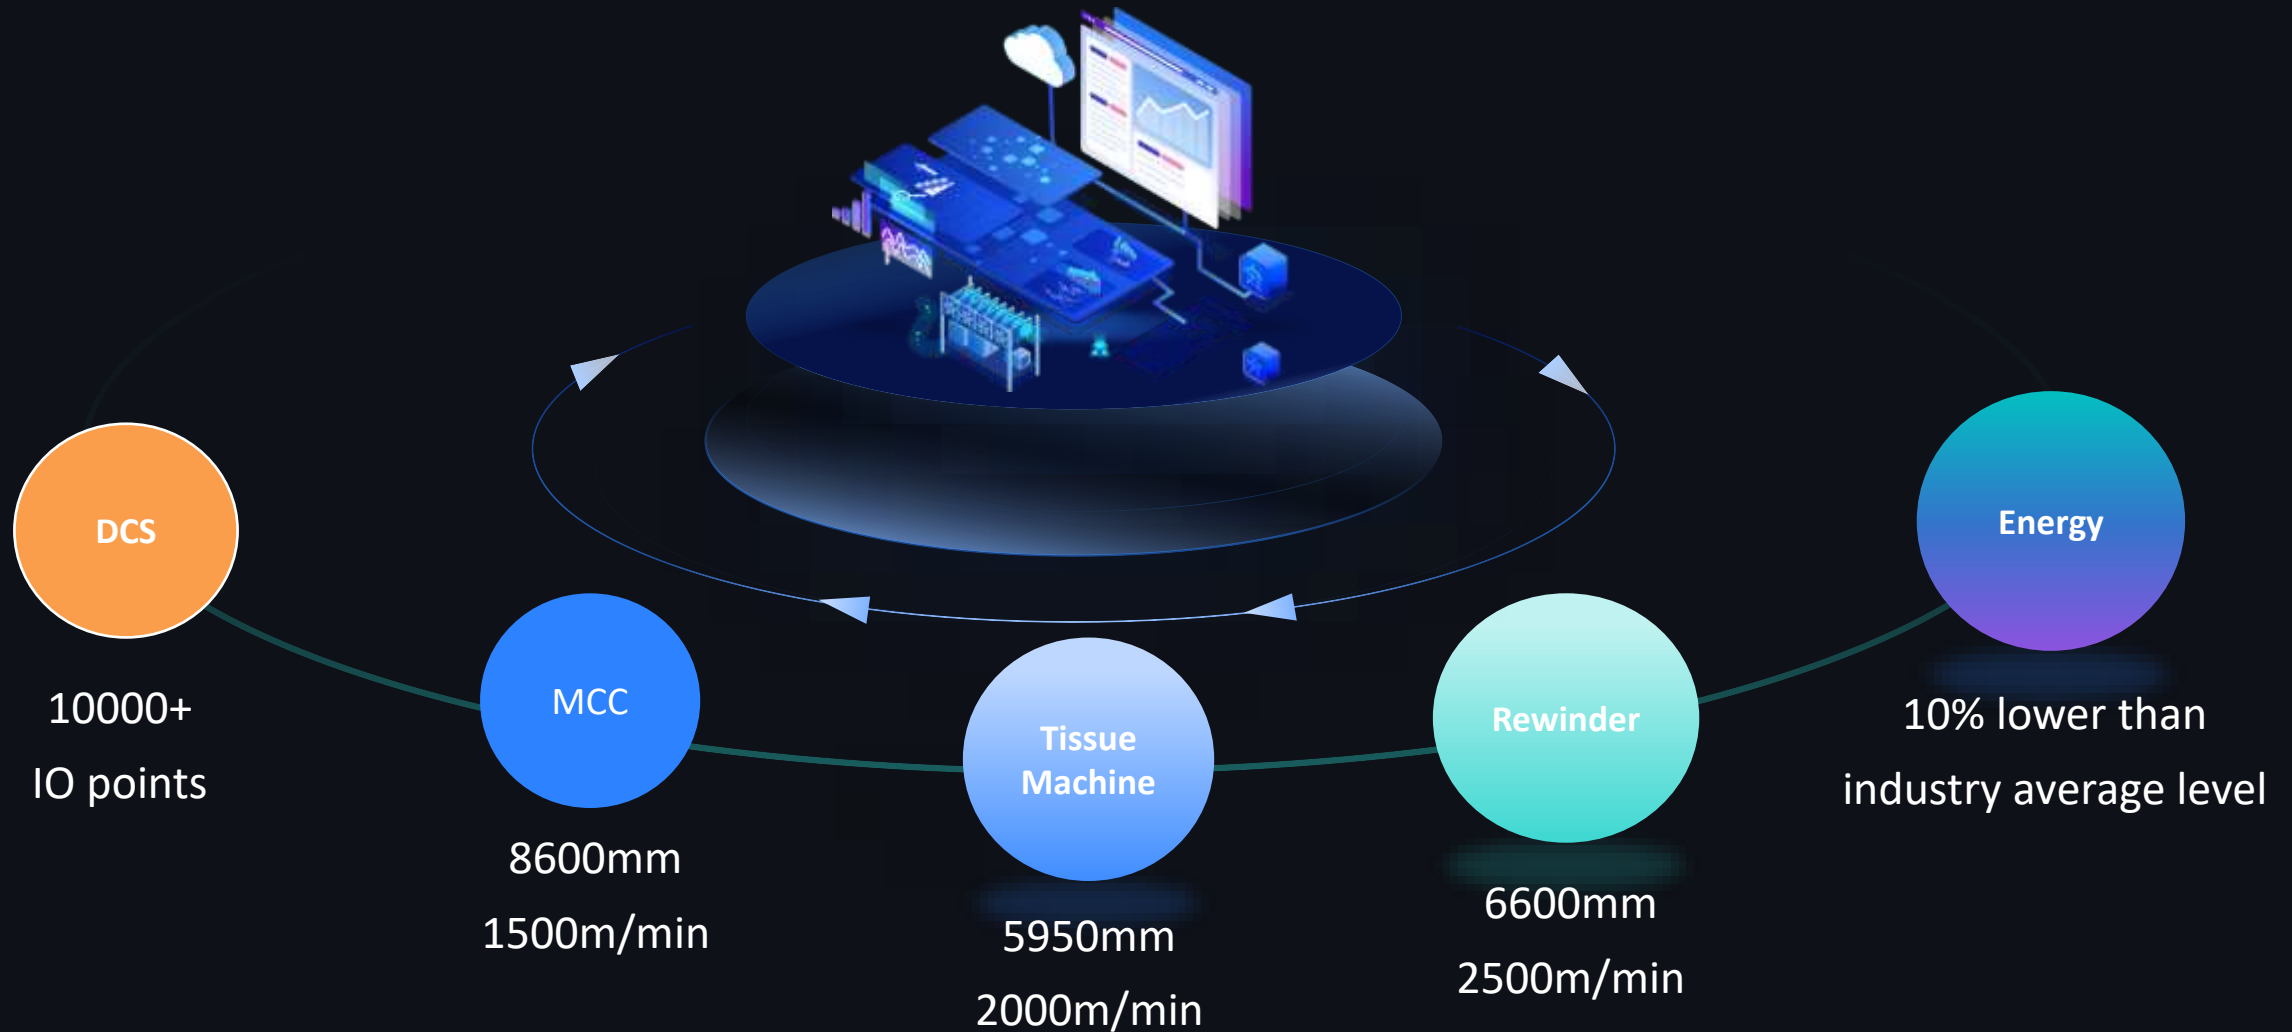 DCS
10000+
IO points
MCC
8600mm
1500m/min
Tissue
Machine
5950mm
2000m/min
Rewinder
6600mm
2500m/min
Energy
10% lower than
industry average level